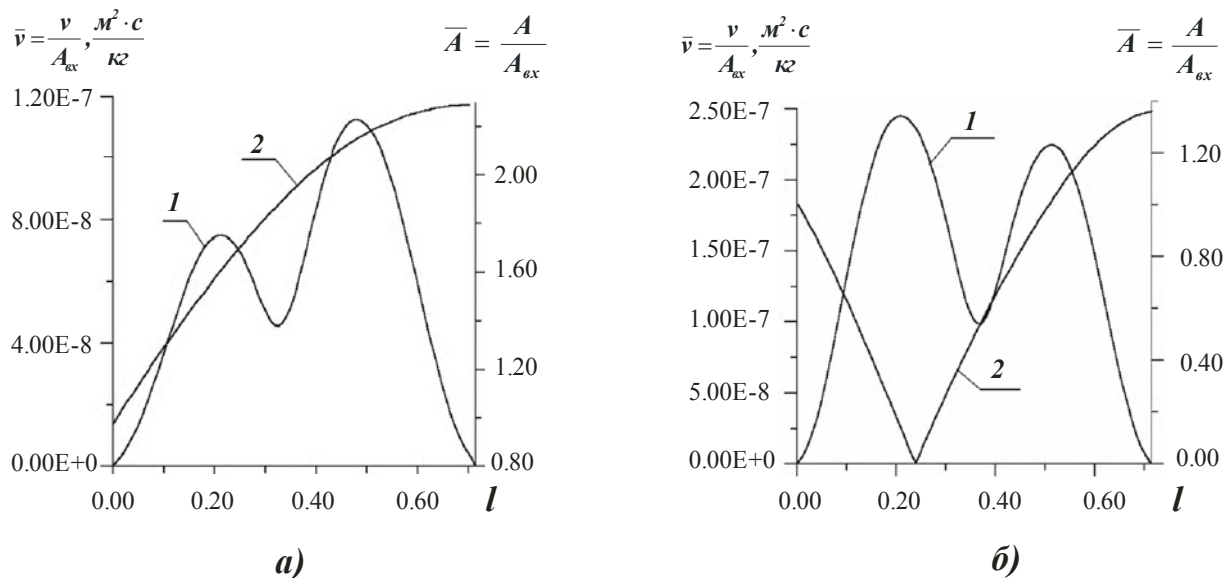 v̄ = v/A_вх, м²·с/кг
Ā = A/A_вх
1.20E-7
8.00E-8
4.00E-8
0.00E+0
2.00
1.60
1.20
0.80
2
1
0.00 0.20 0.40 0.60 l
а)
v̄ = v/A_вх, м²·с/кг
Ā = A/A_вх
2.50E-7
2.00E-7
1.50E-7
1.00E-7
5.00E-8
0.00E+0
1.20
0.80
0.40
0.00
1
2
0.00 0.20 0.40 0.60 l
б)